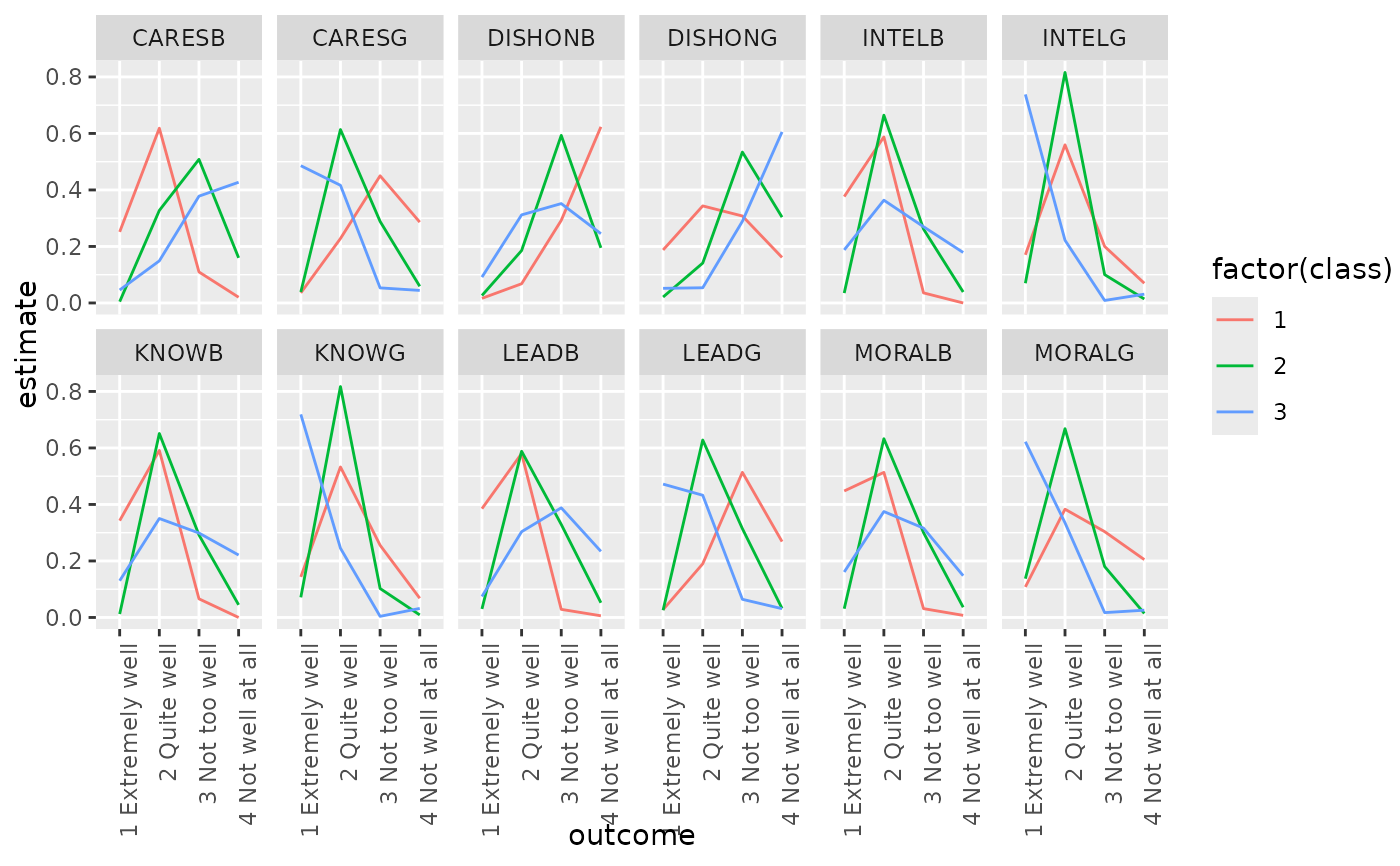 CARESB CARESG DISHONB DISHONG INTELB INTELG
0.8
0.6
0.4
0.2
0.0
KNOWB KNOWG LEADB LEADG MORALB MORALG
0.8
0.6
0.4
0.2
0.0
estimate
1 Extremely well
2 Quite well
3 Not too well
4 Not well at all
1 Extremely well
2 Quite well
3 Not too well
4 Not well at all
1 Extremely well
2 Quite well
3 Not too well
4 Not well at all
1 Extremely well
2 Quite well
3 Not too well
4 Not well at all
1 Extremely well
2 Quite well
3 Not too well
4 Not well at all
1 Extremely well
2 Quite well
3 Not too well
4 Not well at all
outcome
factor(class)
1
2
3